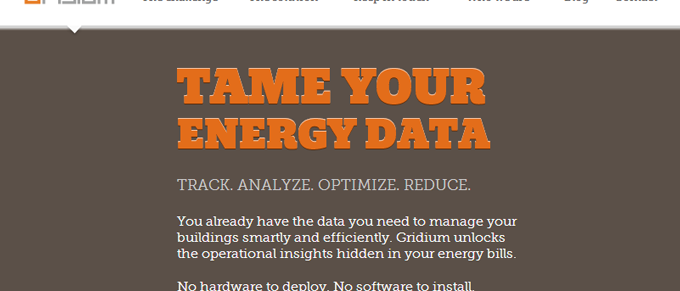 TAME YOUR
ENERGY DATA
TRACK. ANALYZE. OPTIMIZE. REDUCE.
You already have the data you need to manage your
buildings smartly and efficiently. Gridium unlocks
the operational insights hidden in your energy bills.
No hardware to deploy. No software to install.